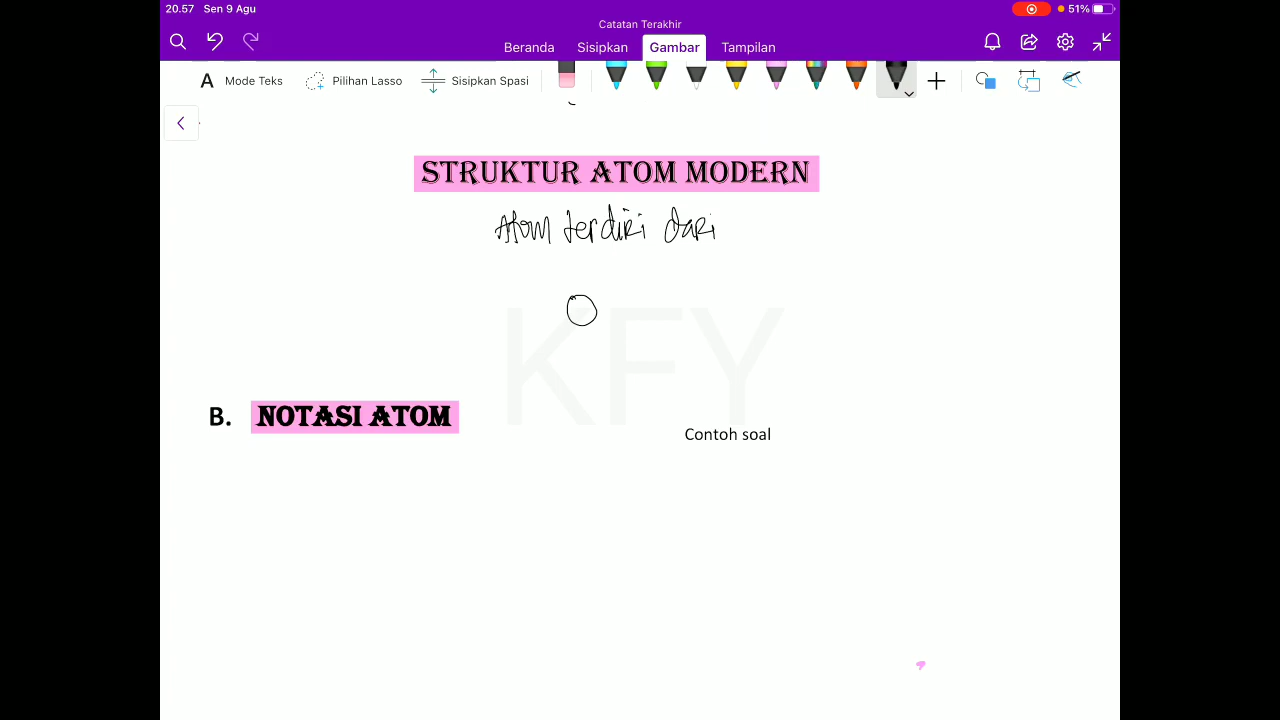 20.57 Sen 9 Agu 51%
Catatan Terakhir
Beranda Sisipkan Gambar Tampilan
A Mode Teks Pilihan Lasso Sisipkan Spasi
STRUKTUR ATOM MODERN
Atom terdiri dari
KFY
B. NOTASI ATOM
Contoh soal